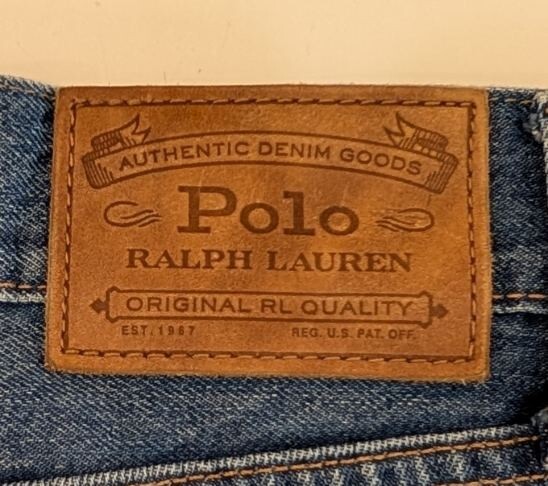 AUTHENTIC DENIM GOODS
Polo
RALPH LAUREN
ORIGINAL RL QUALITY
EST. 1967 REG. U.S. PAT. OFF.